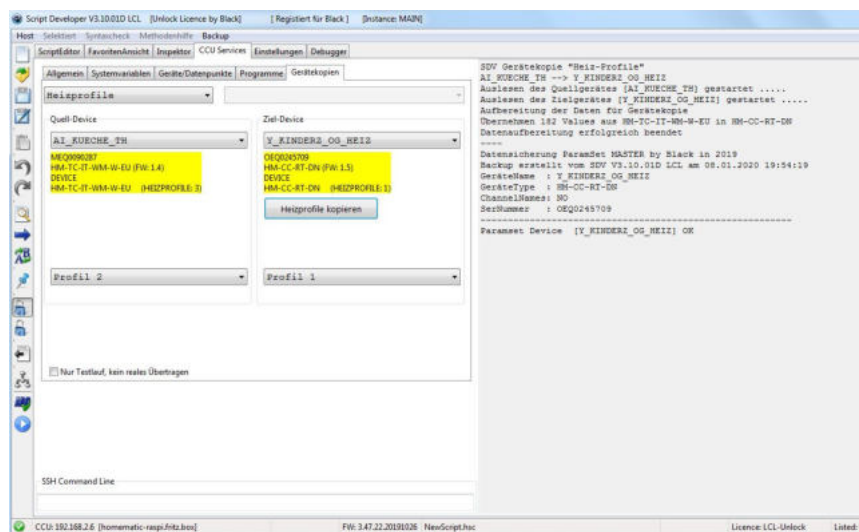 Script Developer V3.10.01D LCL [Unlock Licence by Black] [ Registiert für Black ] [Instance: MAIN]
Host Selektiert Syntaxcheck Methodenhilfe Backup
ScriptEditor FavoritenAnsicht Inspektor CCU Services Einstellungen Debugger
Allgemein Systemvariablen Geräte/Datenpunkte Programme Gerätekopien
Heizprofile
Quell-Device
AI_KUECHE_TH
MEQ0090287
HM-TC-IT-WM-W-EU (FW: 1.4)
DEVICE
HM-TC-IT-WM-W-EU (HEIZPROFILE: 3)
Profil 2
Ziel-Device
Y_KINDERZ_OG_HEIZ
OEQ0245709
HM-CC-RT-DN (FW: 1.5)
DEVICE
HM-CC-RT-DN (HEIZPROFILE: 1)
Heizprofile kopieren
Profil 1
Nur Testlauf, kein reales Übertragen
SSH Command Line
SDV Gerätekopie "Heiz-Profile"
AI_KUECHE_TH --> Y_KINDERZ_OG_HEIZ
Auslesen des Quellgerätes [AI_KUECHE_TH] gestartet .....
Auslesen des Zielgerätes [Y_KINDERZ_OG_HEIZ] gestartet .....
Aufbereitung der Daten für Gerätekopie
Übernehmen 182 Values aus HM-TC-IT-WM-W-EU in HM-CC-RT-DN
Datenaufbereitung erfolgreich beendet
----
Datensicherung ParamSet MASTER by Black in 2019
Backup erstellt vom SDV V3.10.01D LCL am 08.01.2020 19:54:19
GeräteName : Y_KINDERZ_OG_HEIZ
GeräteType : HM-CC-RT-DN
ChannelNames: NO
SerNummer : OEQ0245709
------------------------------------------------------------
Paramset Device [Y_KINDERZ_OG_HEIZ] OK
CCU: 192.168.2.6 [homematic-raspi.fritz.box] FW: 3.47.22.20191026 NewScript.hsc Licence: LCL-Unlock Listed: